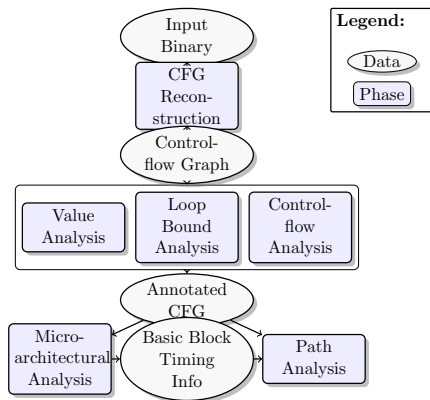 Input
Binary
Legend:
Data
Phase
CFG
Recon-
struction
Control-
flow Graph
Value
Analysis
Loop
Bound
Analysis
Control-
flow
Analysis
Annotated
CFG
Micro-
architectural
Analysis
Basic Block
Timing
Info
Path
Analysis